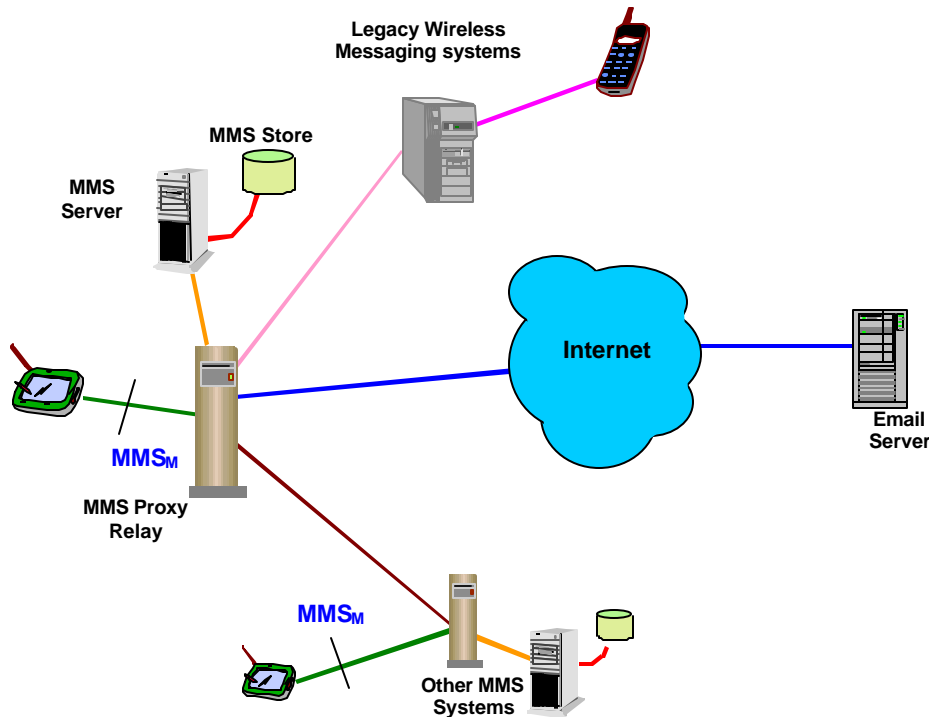 Legacy Wireless
Messaging systems
MMS Store
MMS
Server
Internet
Email
Server
MMSM
MMS Proxy
Relay
MMSM
Other MMS
Systems